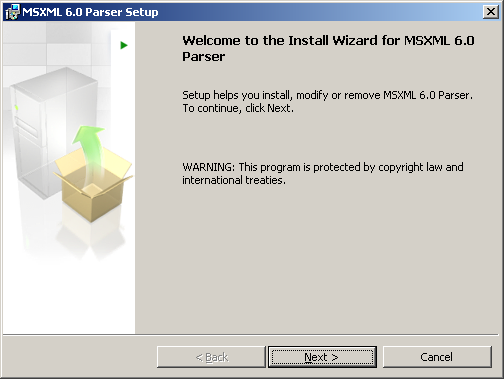 MSXML 6.0 Parser Setup
Welcome to the Install Wizard for MSXML 6.0
Parser
Setup helps you install, modify or remove MSXML 6.0 Parser.
To continue, click Next.
WARNING: This program is protected by copyright law and
international treaties.
< Back
Next >
Cancel